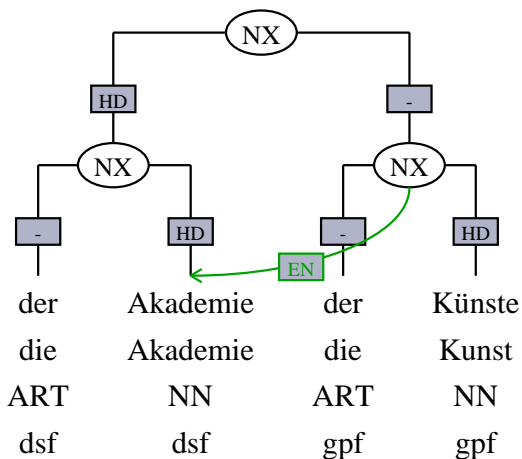 NX
HD -
NX NX
- HD EN - HD
der Akademie der Künste
die Akademie die Kunst
ART NN ART NN
dsf dsf gpf gpf